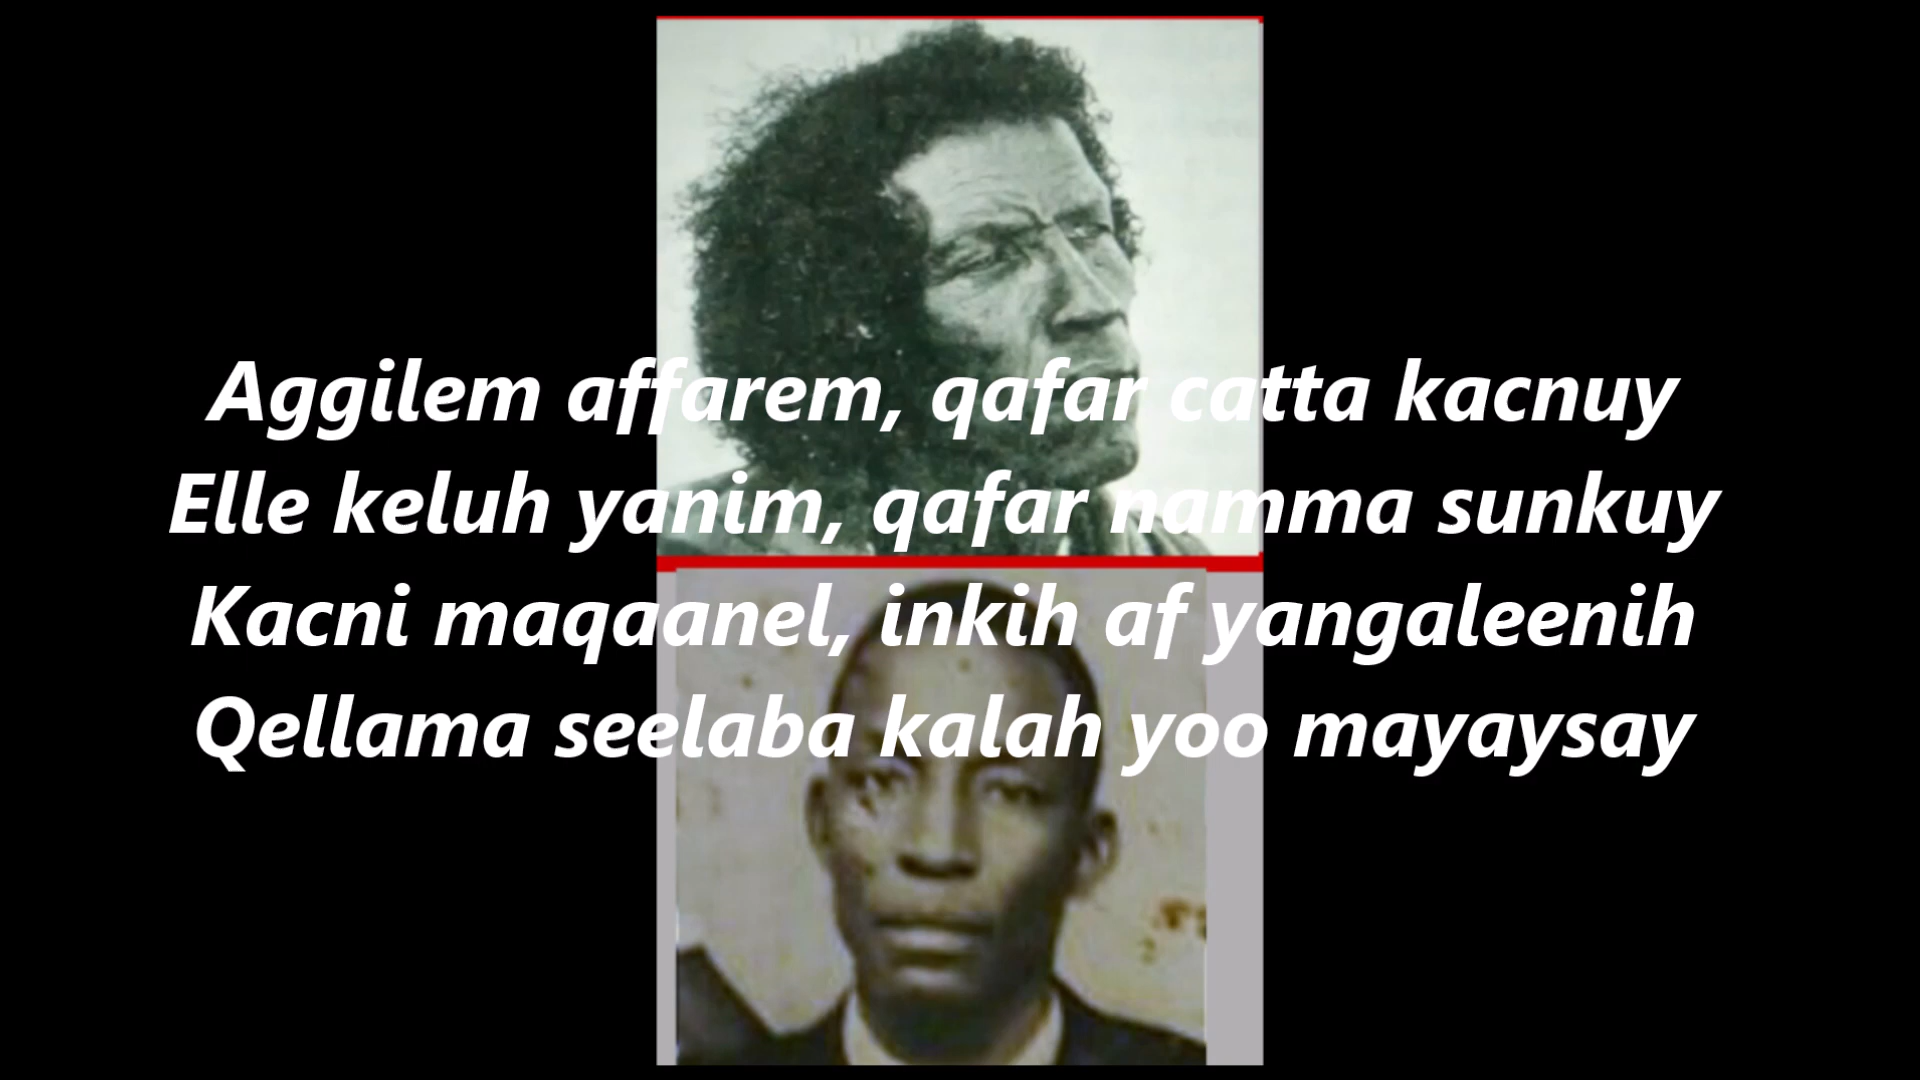 Aggilem affarem, qafar catta kacnuy
Elle keluh yanim, qafar namma sunkuy
Kacni maqaanel, inkih af yangaleenih
Qellama seelaba kalah yoo mayaysay